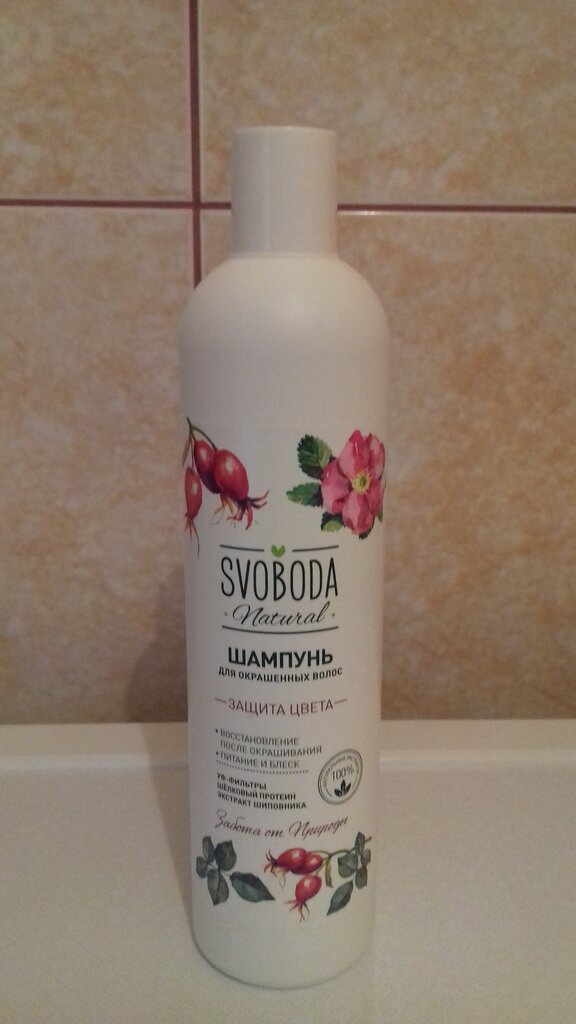 SVOBODA
Natural
ШАМПУНЬ
ДЛЯ ОКРАШЕННЫХ ВОЛОС
ЗАЩИТА ЦВЕТА
• ВОССТАНОВЛЕНИЕ
ПОСЛЕ ОКРАШИВАНИЯ
• ПИТАНИЕ И БЛЕСК
УФ-ФИЛЬТРЫ
ШЁЛКОВЫЙ ПРОТЕИН
ЭКСТРАКТ ШИПОВНИКА
100%
Забота от Природы